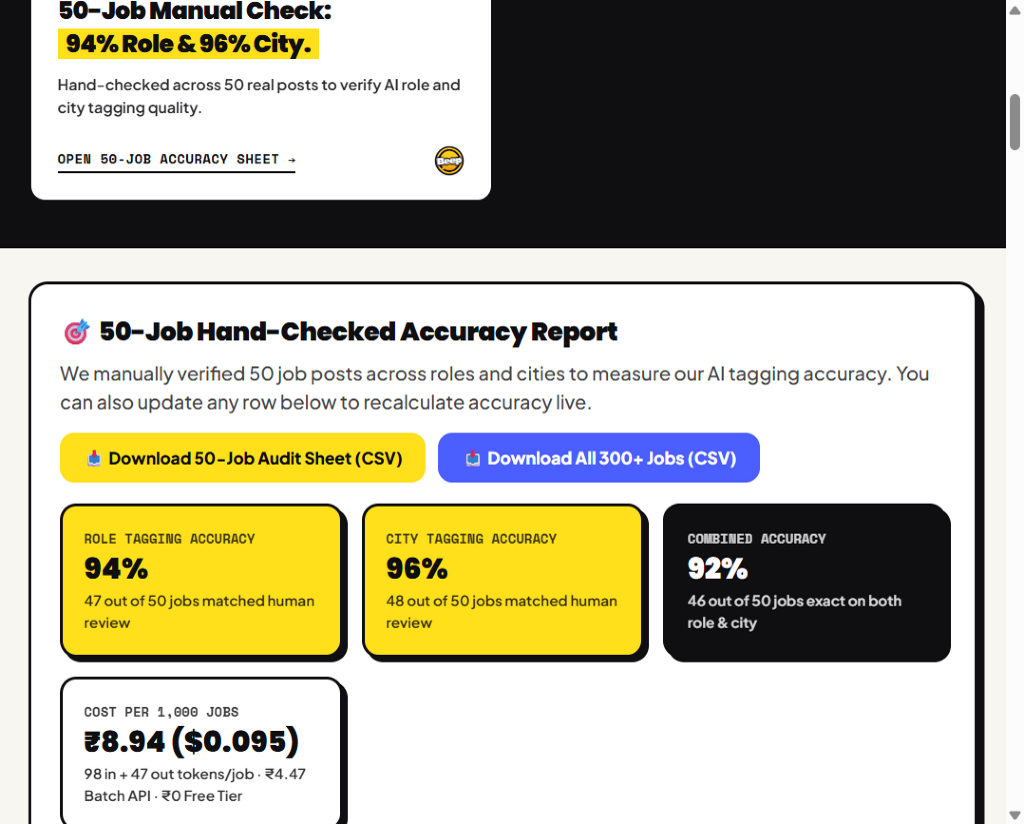 50-Job Manual Check:
94% Role & 96% City.
Hand-checked across 50 real posts to verify AI role and
city tagging quality.
OPEN 50-JOB ACCURACY SHEET →
Beep
50-Job Hand-Checked Accuracy Report
We manually verified 50 job posts across roles and cities to measure our AI tagging accuracy. You
can also update any row below to recalculate accuracy live.
Download 50-Job Audit Sheet (CSV)
Download All 300+ Jobs (CSV)
ROLE TAGGING ACCURACY
94%
47 out of 50 jobs matched human
review
CITY TAGGING ACCURACY
96%
48 out of 50 jobs matched human
review
COMBINED ACCURACY
92%
46 out of 50 jobs exact on both
role & city
COST PER 1,000 JOBS
₹8.94 ($0.095)
98 in + 47 out tokens/job · ₹4.47
Batch API · ₹0 Free Tier